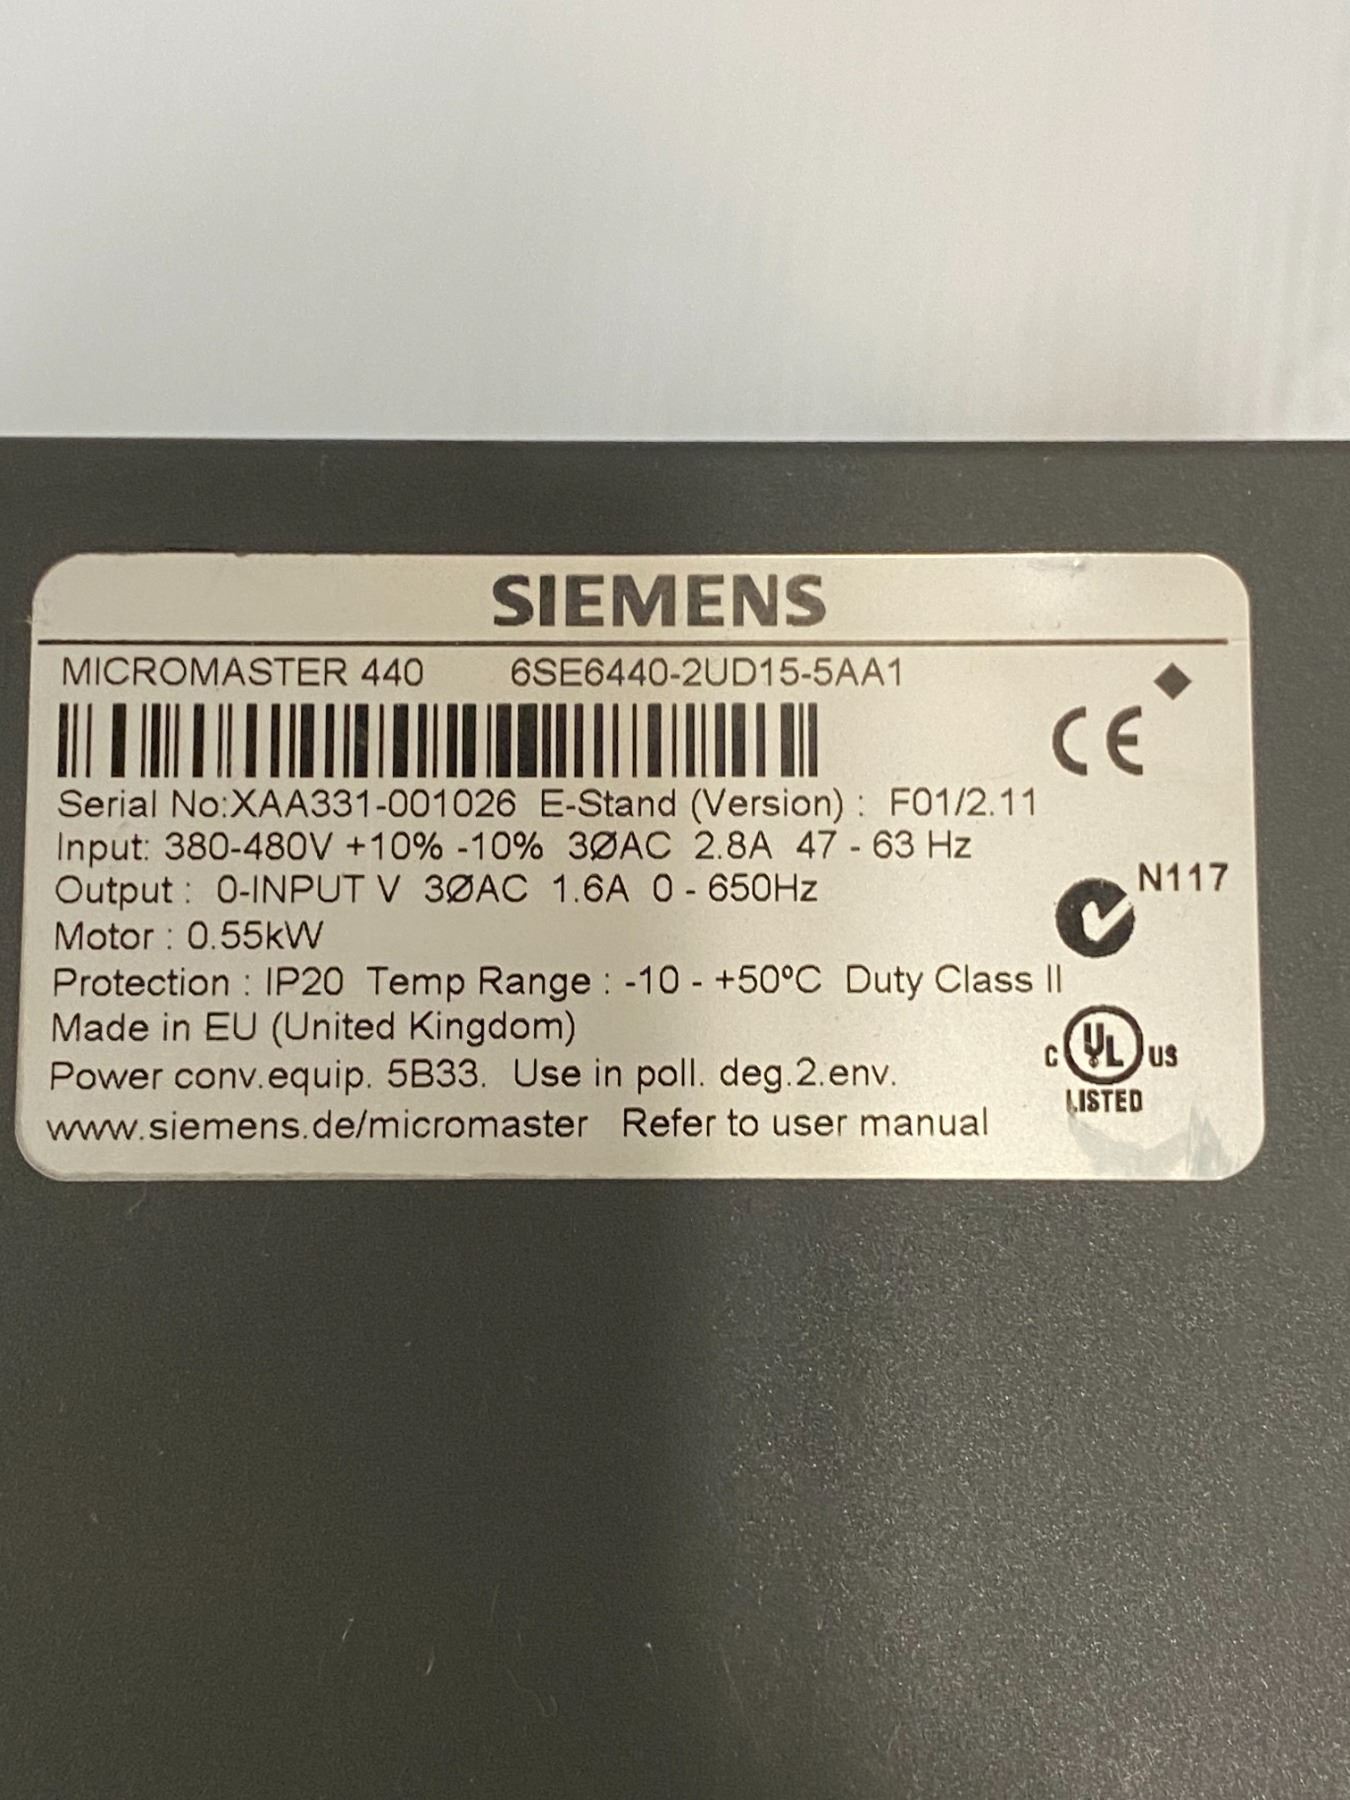 SIEMENS
MICROMASTER 440 6SE6440-2UD15-5AA1
CE
Serial No:XAA331-001026 E-Stand (Version) : F01/2.11
Input: 380-480V +10% -10% 3ØAC 2.8A 47 - 63 Hz
Output : 0-INPUT V 3ØAC 1.6A 0 - 650Hz
N117
Motor : 0.55kW
Protection : IP20 Temp Range : -10 - +50ºC Duty Class II
Made in EU (United Kingdom)
C UL US
LISTED
Power conv.equip. 5B33. Use in poll. deg.2.env.
www.siemens.de/micromaster Refer to user manual